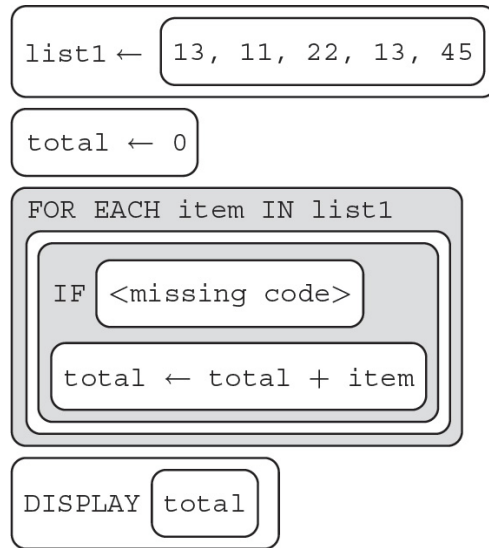 list1 ← 13, 11, 22, 13, 45
total ← 0
FOR EACH item IN list1
IF <missing code>
total ← total + item
DISPLAY total